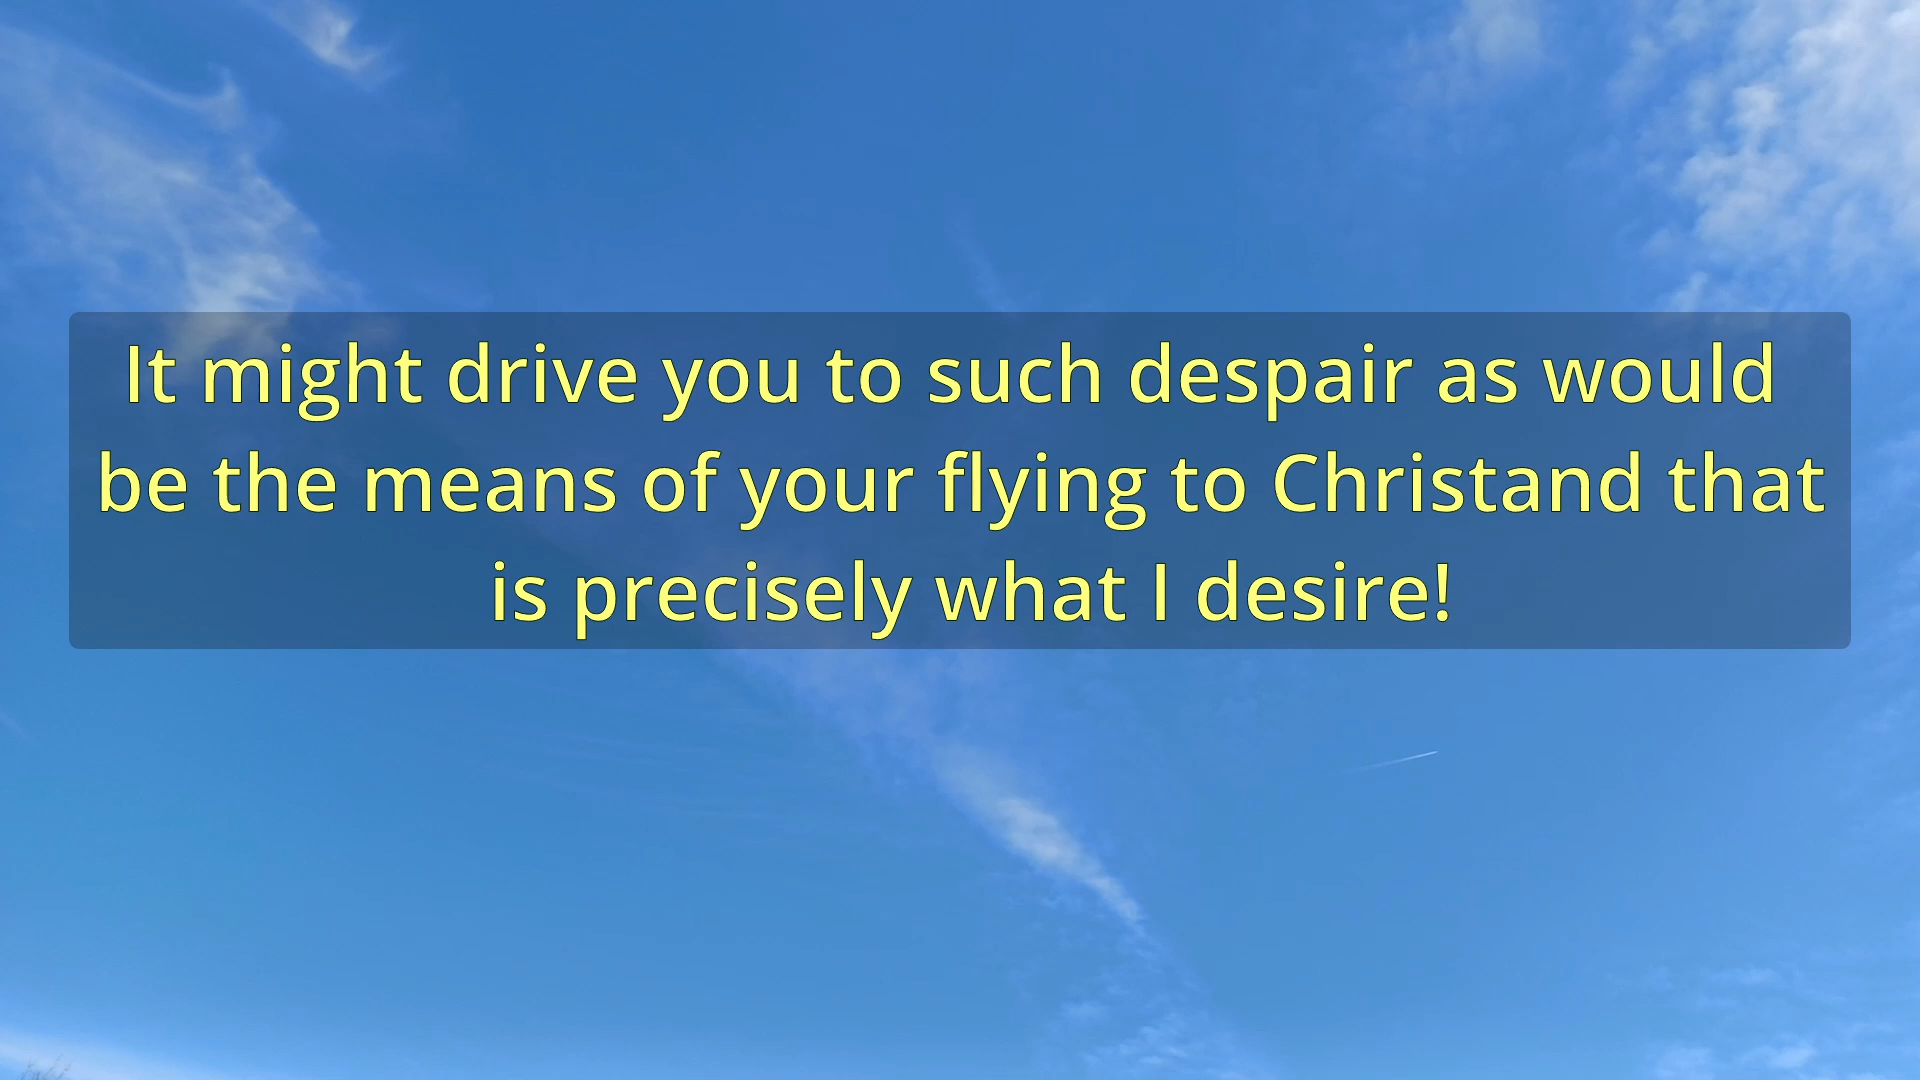 It might drive you to such despair as would
be the means of your flying to Christand that
is precisely what I desire!